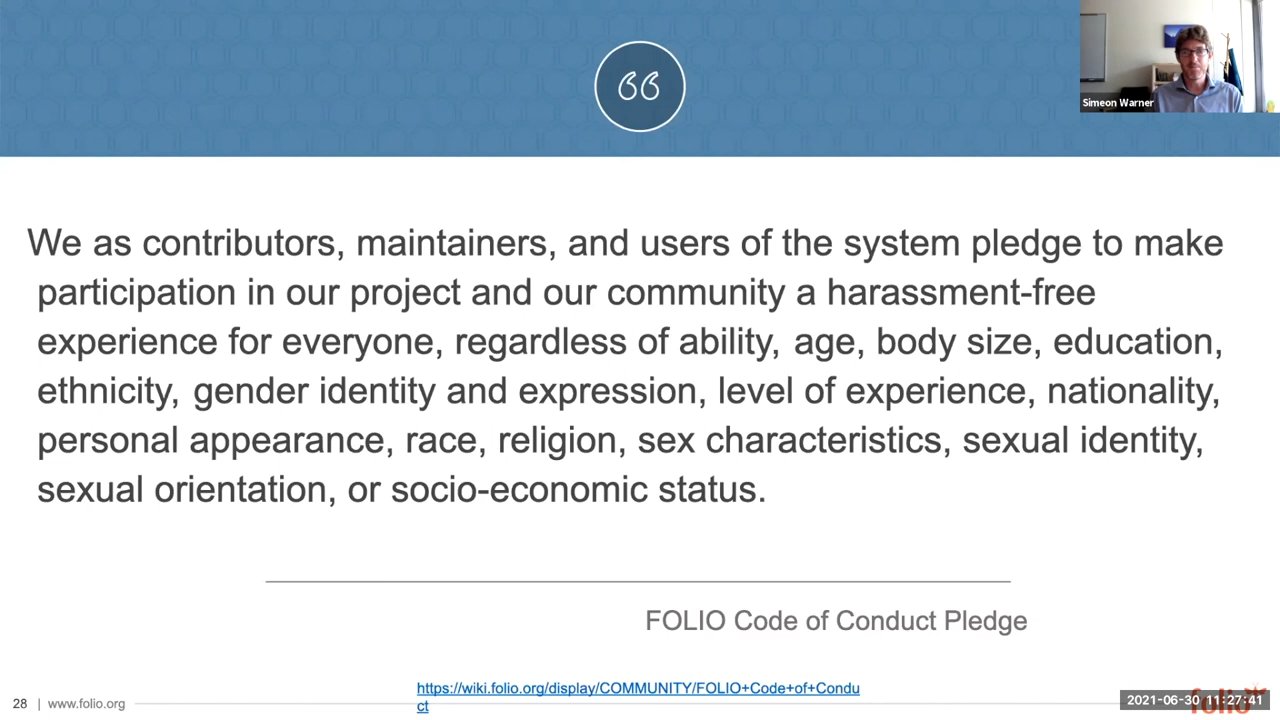 Simeon Warner
We as contributors, maintainers, and users of the system pledge to make
participation in our project and our community a harassment-free
experience for everyone, regardless of ability, age, body size, education,
ethnicity, gender identity and expression, level of experience, nationality,
personal appearance, race, religion, sex characteristics, sexual identity,
sexual orientation, or socio-economic status.
FOLIO Code of Conduct Pledge
https://wiki.folio.org/display/COMMUNITY/FOLIO+Code+of+Condu
ct
28 | www.folio.org
2021-06-30 11:27:41
folio